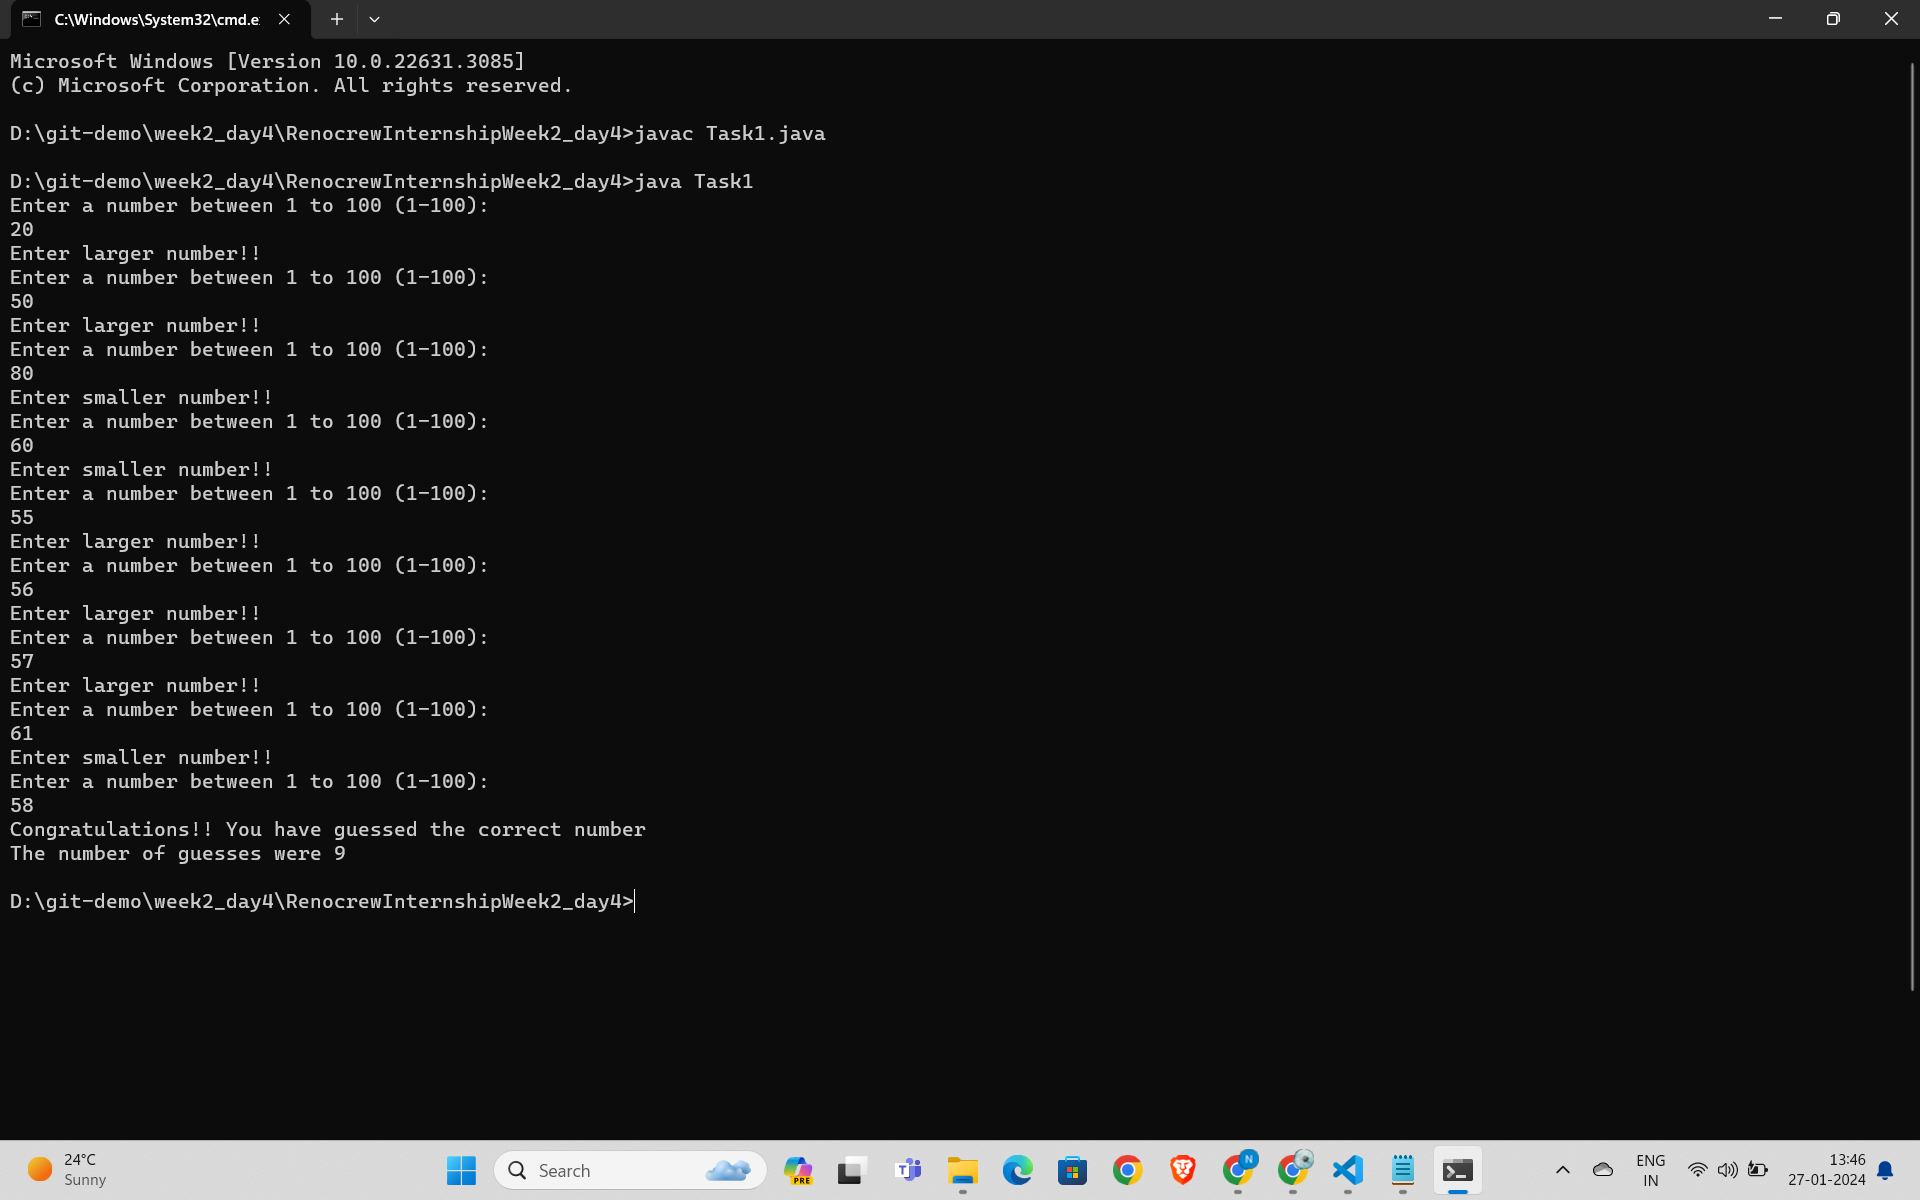 C:\Windows\System32\cmd.e
Microsoft Windows [Version 10.0.22631.3085]
(c) Microsoft Corporation. All rights reserved.
D:\git-demo\week2_day4\RenocrewInternshipWeek2_day4>javac Task1.java
D:\git-demo\week2_day4\RenocrewInternshipWeek2_day4>java Task1
Enter a number between 1 to 100 (1-100):
20
Enter larger number!!
Enter a number between 1 to 100 (1-100):
50
Enter larger number!!
Enter a number between 1 to 100 (1-100):
80
Enter smaller number!!
Enter a number between 1 to 100 (1-100):
60
Enter smaller number!!
Enter a number between 1 to 100 (1-100):
55
Enter larger number!!
Enter a number between 1 to 100 (1-100):
56
Enter larger number!!
Enter a number between 1 to 100 (1-100):
57
Enter larger number!!
Enter a number between 1 to 100 (1-100):
61
Enter smaller number!!
Enter a number between 1 to 100 (1-100):
58
Congratulations!! You have guessed the correct number
The number of guesses were 9
D:\git-demo\week2_day4\RenocrewInternshipWeek2_day4>
24°C
Sunny
Search
PRE
T
N
ENG
IN
13:46
27-01-2024